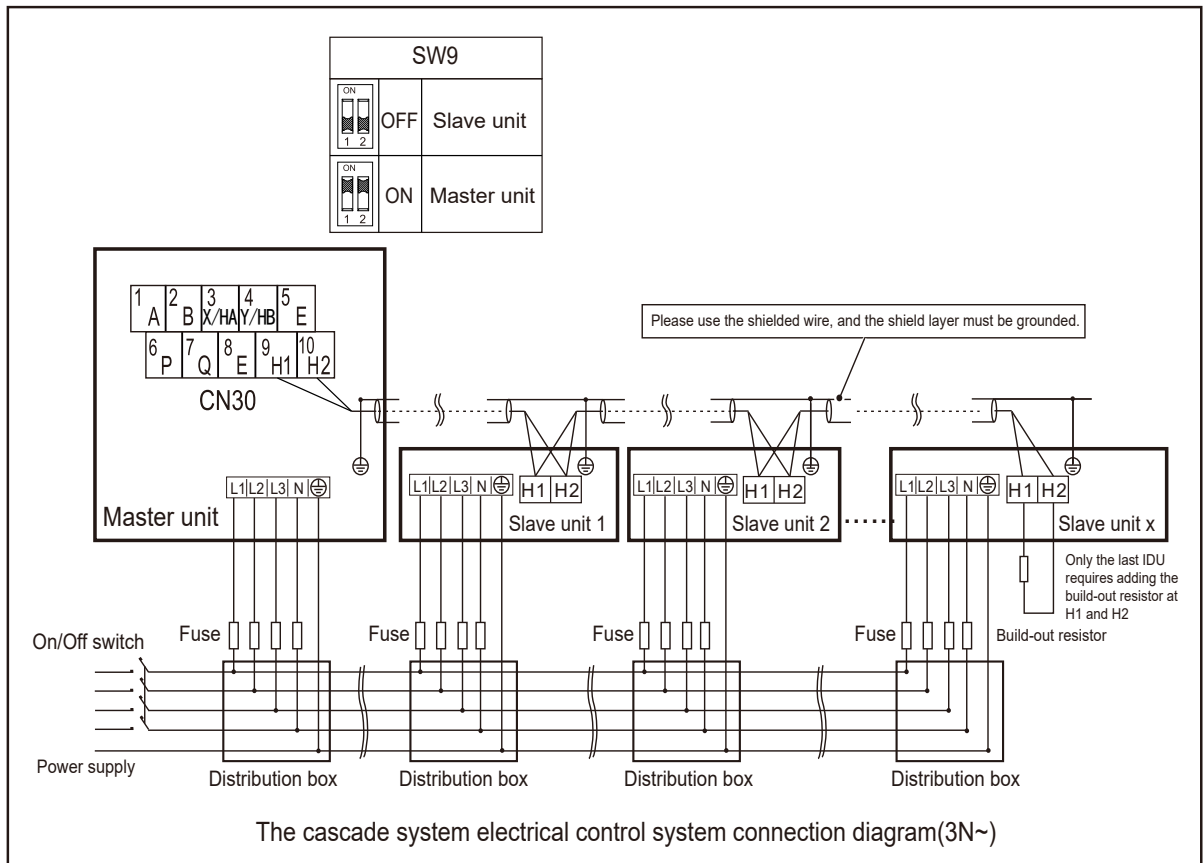 SW9
ON
1 2
OFF
Slave unit
ON
1 2
ON
Master unit
1 A
2 B
3 X/HA
4 Y/HB
5 E
6 P
7 Q
8 E
9 H1
10 H2
CN30
Please use the shielded wire, and the shield layer must be grounded.
L1 L2 L3 N
Master unit
L1 L2 L3 N
H1 H2
Slave unit 1
L1 L2 L3 N
H1 H2
Slave unit 2
L1 L2 L3 N
H1 H2
Slave unit x
Only the last IDU
requires adding the
build-out resistor at
H1 and H2
Build-out resistor
On/Off switch
Fuse
Fuse
Fuse
Fuse
Power supply
Distribution box
Distribution box
Distribution box
Distribution box
The cascade system electrical control system connection diagram(3N~)